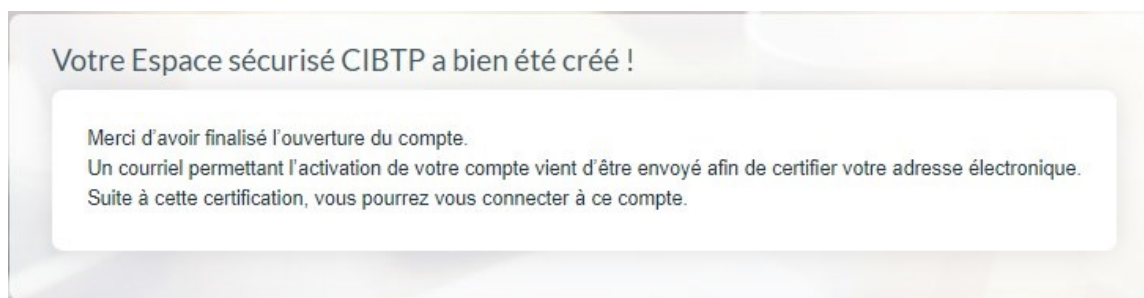 Votre Espace sécurisé CIBTP a bien été créé !
Merci d'avoir finalisé l'ouverture du compte.
Un courriel permettant l'activation de votre compte vient d'être envoyé afin de certifier votre adresse électronique.
Suite à cette certification, vous pourrez vous connecter à ce compte.